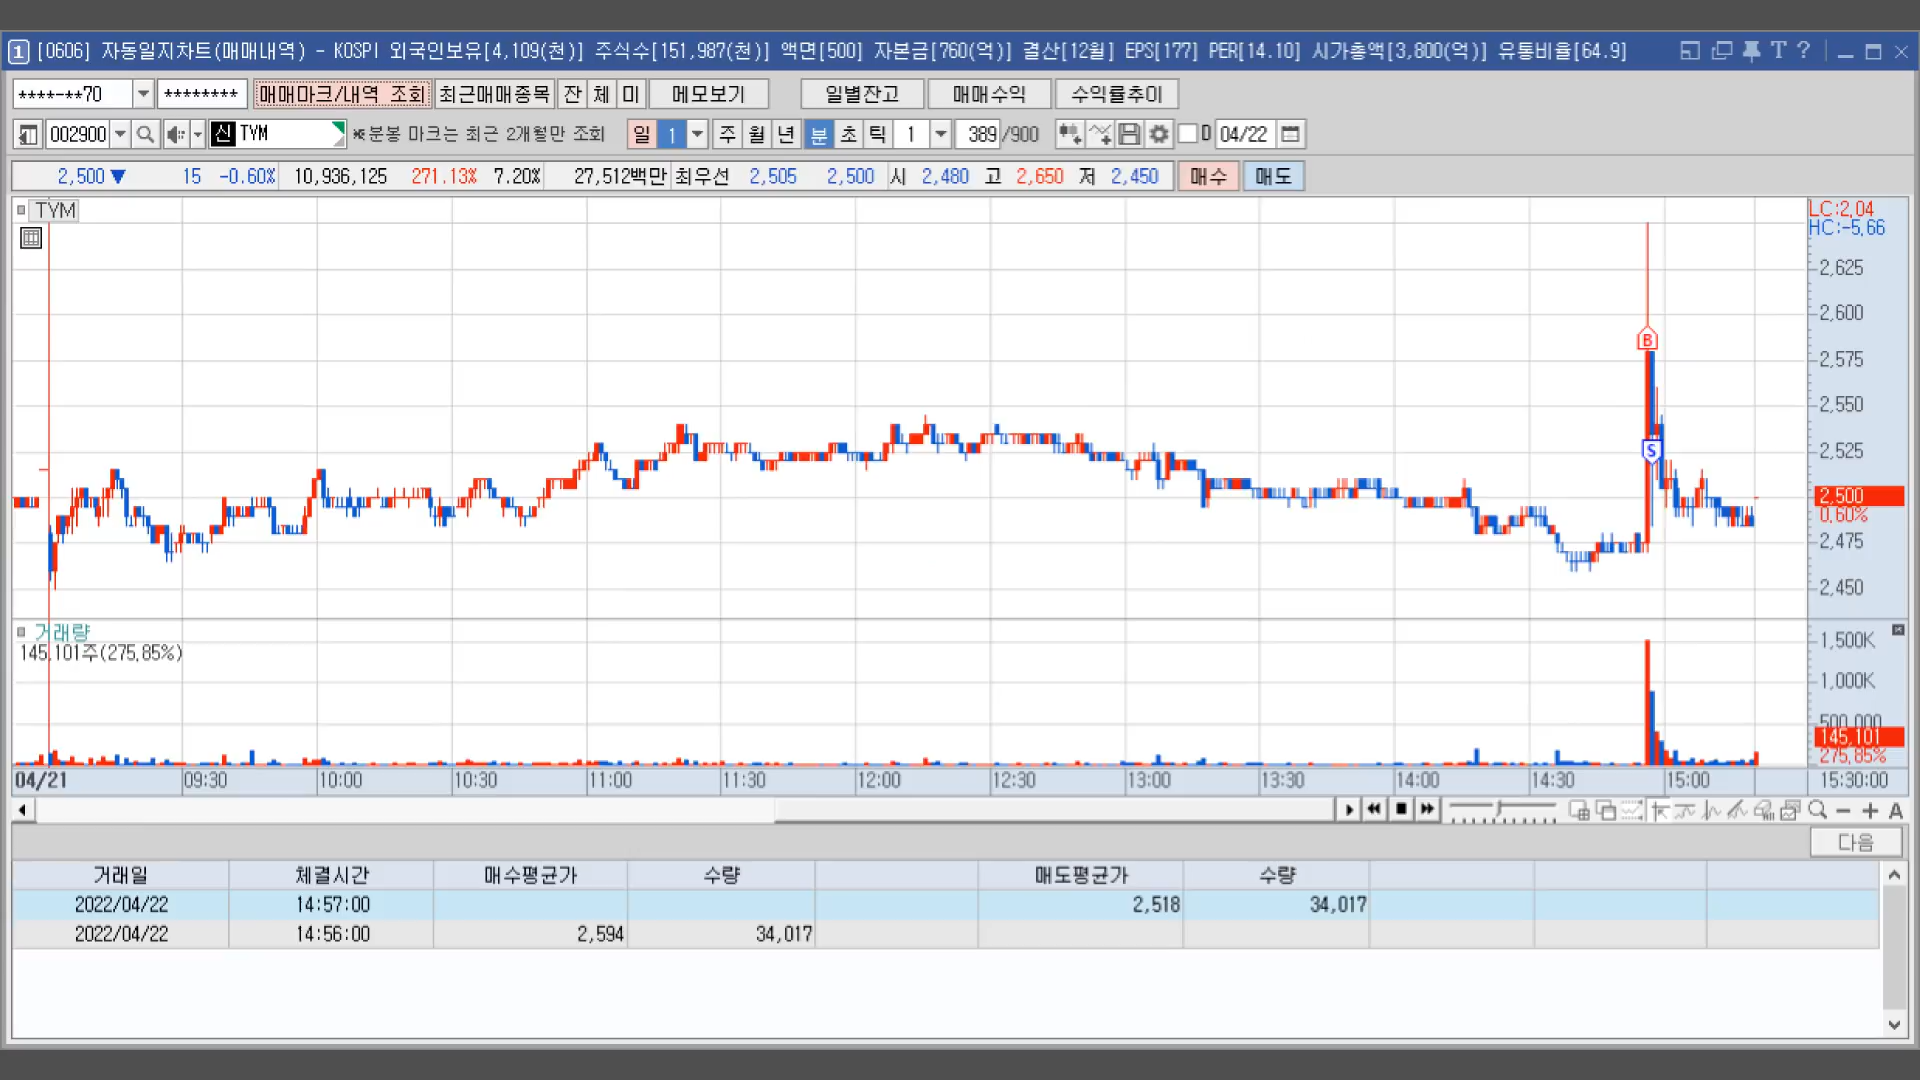 1 [0606] 자동일지차트(매매내역) - KOSPI 외국인보유[4,109(천)] 주식수[151,987(천)] 액면[500] 자본금[760(억)] 결산[12월] EPS[177] PER[14.10] 시가총액[3,800(억)] 유통비율[64.9] T ?
****-**70 ******** 매매마크/내역 조회 최근매매종목 잔 체 미 메모보기 일별잔고 매매수익 수익률추이
002900 신 TYM ※분봉 마크는 최근 2개월만 조회 일 1 주 월 년 분 초 틱 1 389 /900 D 04/22
2,500 ▼ 15 -0.60% 10,936,125 271.13% 7.20% 27,512백만 최우선 2,505 2,500 시 2,480 고 2,650 저 2,450 매수 매도
TYM
LC:2.04
HC:-5.66
2,625
2,600
B
2,575
2,550
2,525
S
2,500
0.60%
2,475
2,450
거래량
145,101주(275.85%)
1,500K
1,000K
500,000
145,101
275.85%
04/21 09:30 10:00 10:30 11:00 11:30 12:00 12:30 13:00 13:30 14:00 14:30 15:00 15:30:00
A
다음
거래일 체결시간 매수평균가 수량 매도평균가 수량
2022/04/22 14:57:00 2,518 34,017
2022/04/22 14:56:00 2,594 34,017